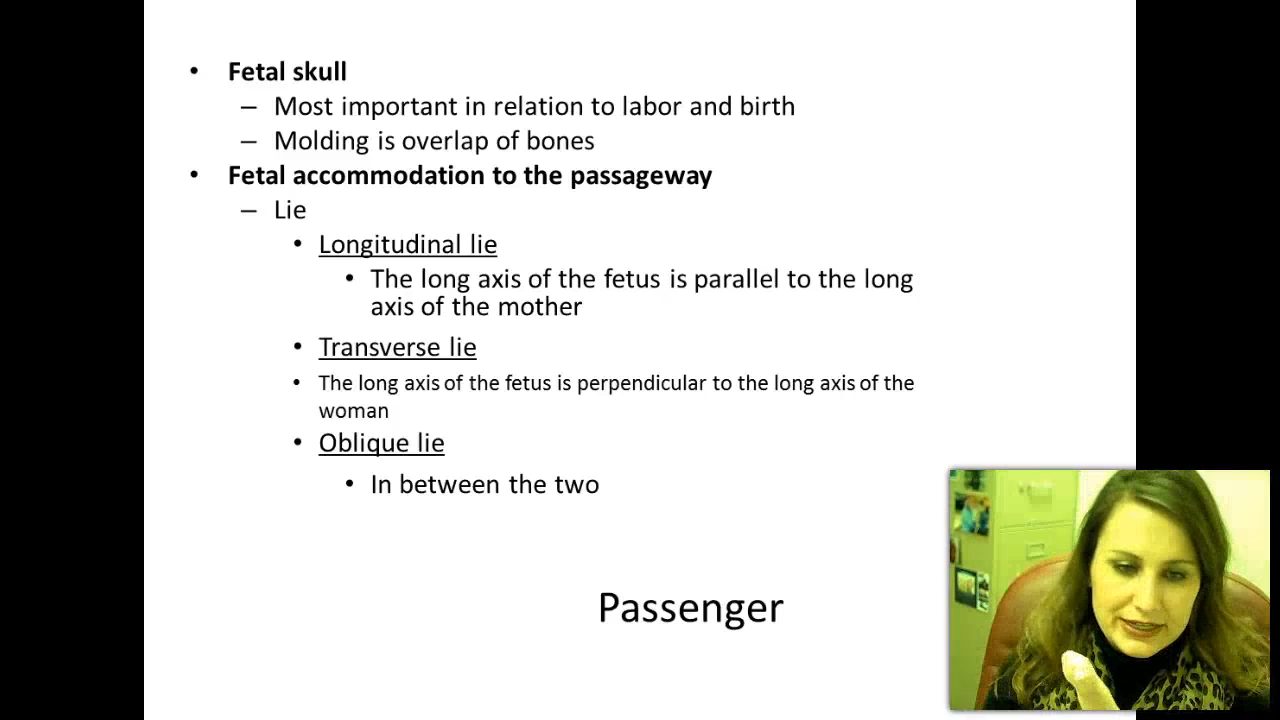 • Fetal skull
– Most important in relation to labor and birth
– Molding is overlap of bones
• Fetal accommodation to the passageway
– Lie
• Longitudinal lie
• The long axis of the fetus is parallel to the long
axis of the mother
• Transverse lie
• The long axis of the fetus is perpendicular to the long axis of the
woman
• Oblique lie
• In between the two
Passenger